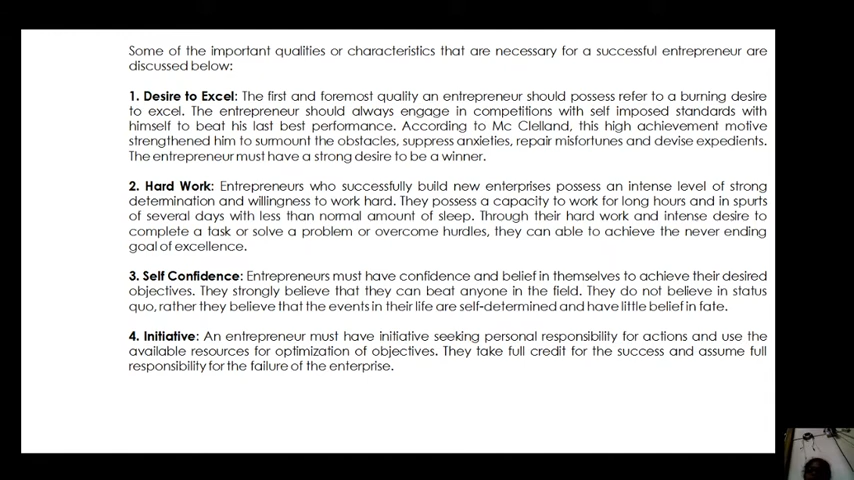 Some of the important qualities or characteristics that are necessary for a successful entrepreneur are
discussed below:
1. Desire to Excel: The first and foremost quality an entrepreneur should possess refer to a burning desire
to excel. The entrepreneur should always engage in competitions with self imposed standards with
himself to beat his last best performance. According to Mc Clelland, this high achievement motive
strengthened him to surmount the obstacles, suppress anxieties, repair misfortunes and devise expedients.
The entrepreneur must have a strong desire to be a winner.
2. Hard Work: Entrepreneurs who successfully build new enterprises possess an intense level of strong
determination and willingness to work hard. They possess a capacity to work for long hours and in spurts
of several days with less than normal amount of sleep. Through their hard work and intense desire to
complete a task or solve a problem or overcome hurdles, they can able to achieve the never ending
goal of excellence.
3. Self Confidence: Entrepreneurs must have confidence and belief in themselves to achieve their desired
objectives. They strongly believe that they can beat anyone in the field. They do not believe in status
quo, rather they believe that the events in their life are self-determined and have little belief in fate.
4. Initiative: An entrepreneur must have initiative seeking personal responsibility for actions and use the
available resources for optimization of objectives. They take full credit for the success and assume full
responsibility for the failure of the enterprise.